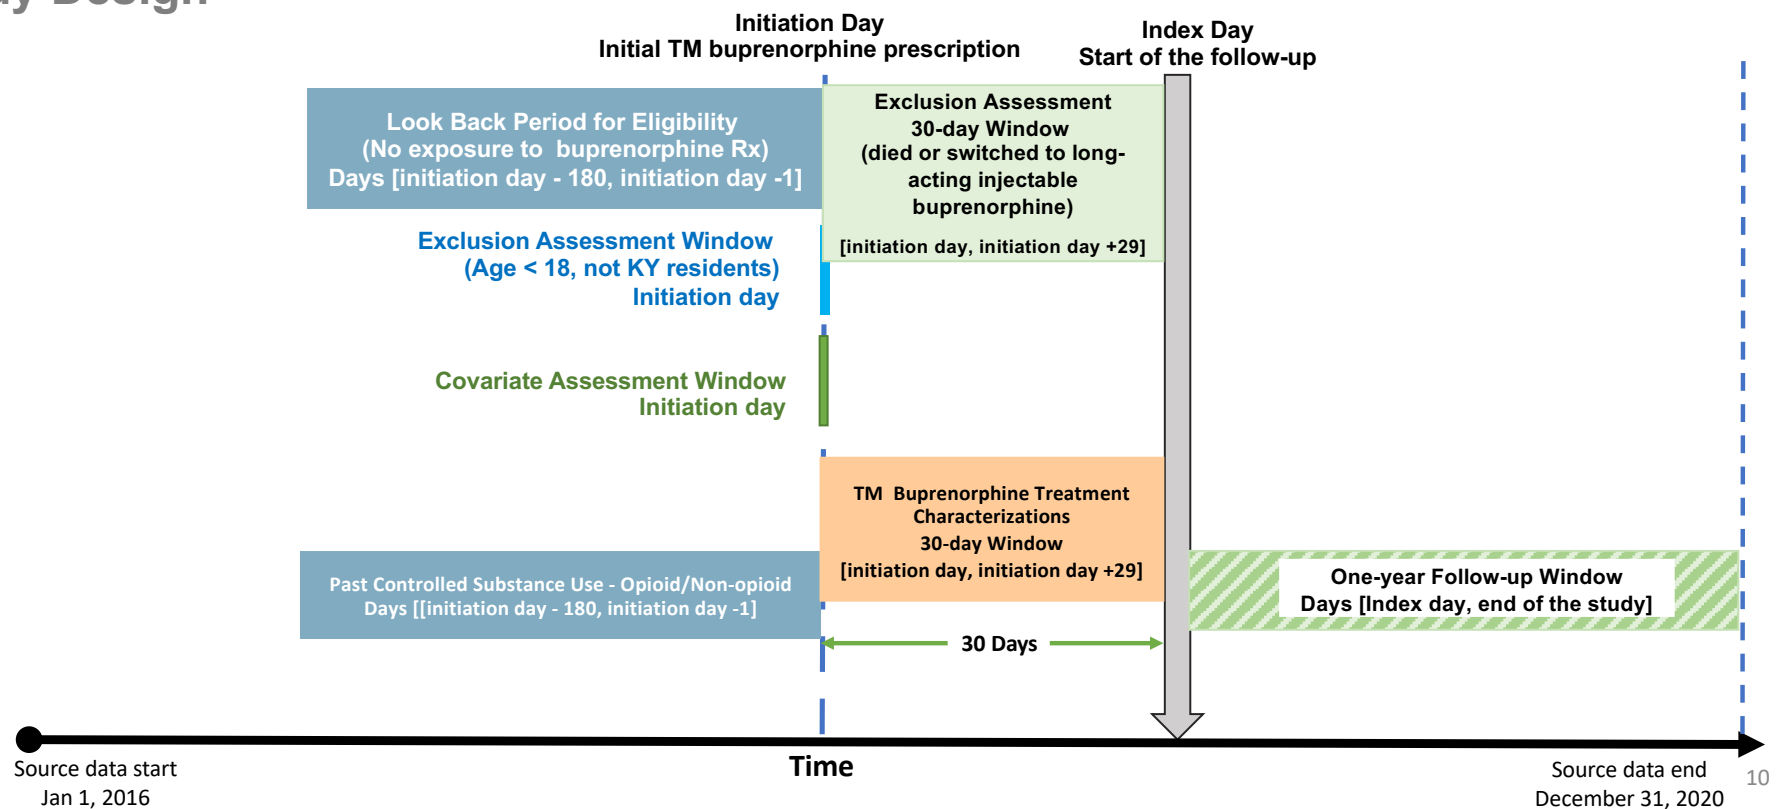 Design
Initiation Day
Initial TM buprenorphine prescription
Index Day
Start of the follow-up
Look Back Period for Eligibility
(No exposure to buprenorphine Rx)
Days [initiation day - 180, initiation day -1]
Exclusion Assessment
30-day Window
(died or switched to long-
acting injectable
buprenorphine)
[initiation day, initiation day +29]
Exclusion Assessment Window
(Age < 18, not KY residents)
Initiation day
Covariate Assessment Window
Initiation day
TM Buprenorphine Treatment
Characterizations
30-day Window
[initiation day, initiation day +29]
Past Controlled Substance Use - Opioid/Non-opioid
Days [[initiation day - 180, initiation day -1]
One-year Follow-up Window
Days [Index day, end of the study]
30 Days
Time
Source data start
Jan 1, 2016
Source data end
December 31, 2020
10